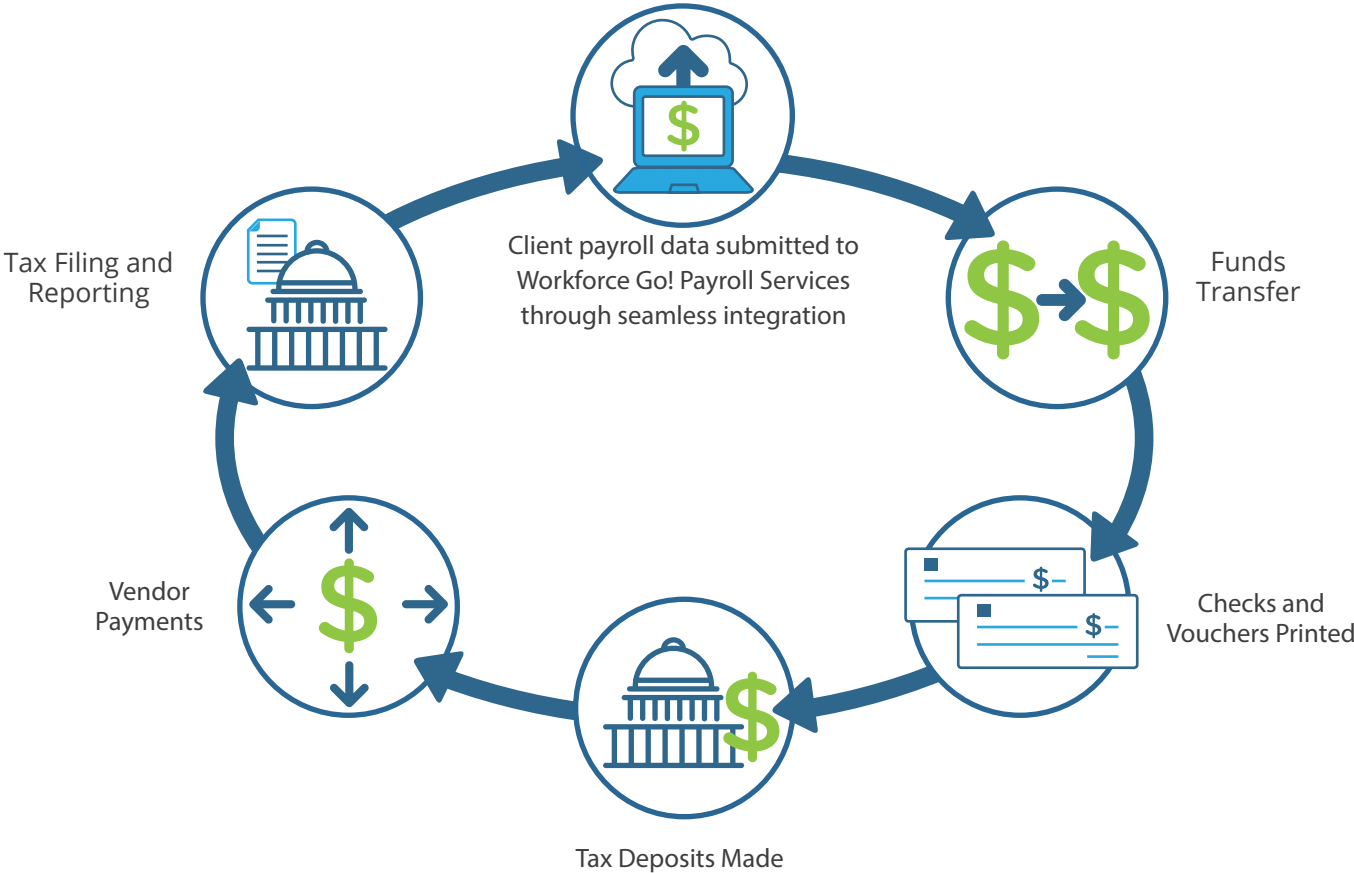 Client payroll data submitted to
Workforce Go! Payroll Services
through seamless integration
Funds
Transfer
Checks and
Vouchers Printed
Tax Deposits Made
Vendor
Payments
Tax Filing and
Reporting
$
$ $
$
$
$
$